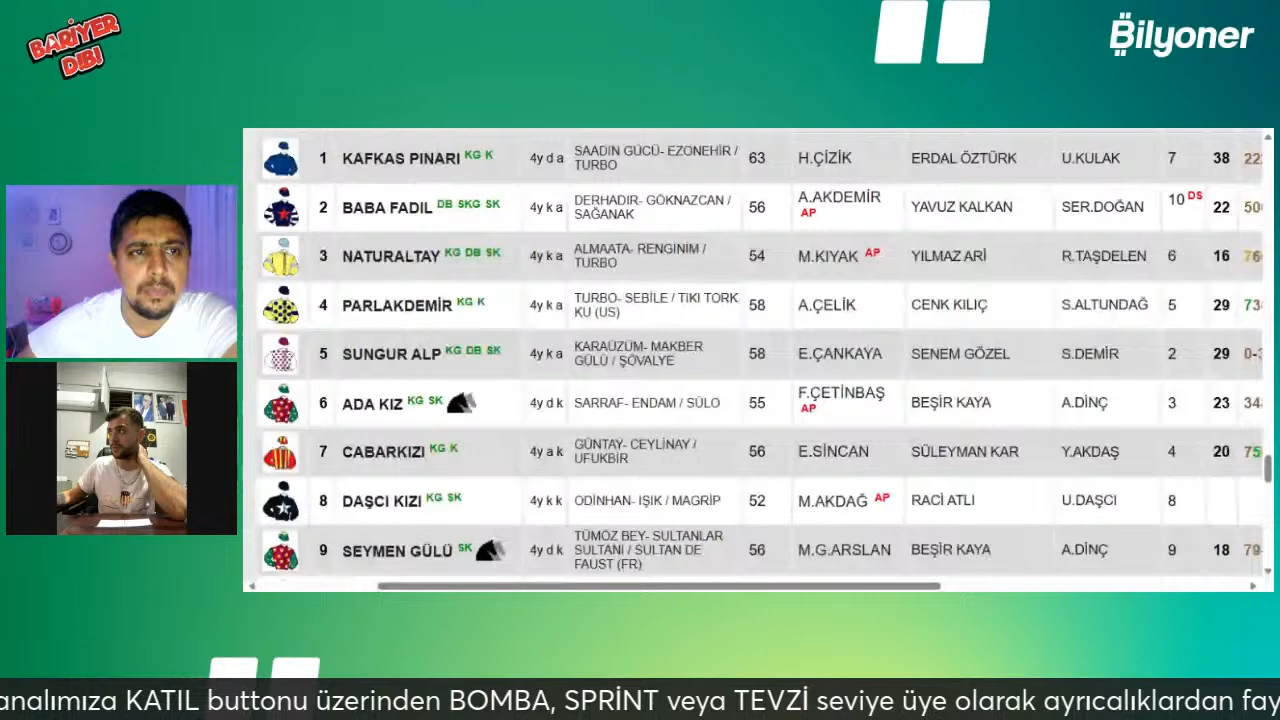 BARİYER
DİBİ
Bilyoner
1 KAFKAS PINARI KG K 4y d a SAADIN GÜCÜ- EZONEHİR / TURBO 63 H.ÇİZİK ERDAL ÖZTÜRK U.KULAK 7 38 22
2 BABA FADIL DB SKG SK 4y k a DERHADIR- GÖKNAZCAN / SAĞANAK 56 A.AKDEMİR AP YAVUZ KALKAN SER.DOĞAN 10 DS 22 50
3 NATURALTAY KG DB SK 4y k a ALMAATA- RENGINIM / TURBO 54 M.KIYAK AP YILMAZ ARİ R.TAŞDELEN 6 16 76
4 PARLAKDEMİR KG K 4y k a TURBO- SEBİLE / TIKI TORK KU (US) 58 A.ÇELİK CENK KILIÇ S.ALTUNDAĞ 5 29 73
5 SUNGUR ALP KG DB SK 4y k a KARAÜZÜM- MAKBER GÜLÜ / ŞÖVALYE 58 E.ÇANKAYA SENEM GÖZEL S.DEMİR 2 29 0-
6 ADA KIZ KG SK 4y d k SARRAF- ENDAM / SÜLO 55 F.ÇETİNBAŞ AP BEŞİR KAYA A.DİNÇ 3 23 34
7 CABARKIZI KG K 4y a k GÜNTAY- CEYLİNAY / UFUKBİR 56 E.SİNCAN SÜLEYMAN KAR Y.AKDAŞ 4 20 75
8 DAŞCI KIZI KG SK 4y k k ODİNHAN- IŞIK / MAGRİP 52 M.AKDAĞ AP RACİ ATLI U.DAŞCI 8
9 SEYMEN GÜLÜ SK 4y d k TÜMÖZ BEY- SULTANLAR SULTANI / SULTAN DE FAUST (FR) 56 M.G.ARSLAN BEŞİR KAYA A.DİNÇ 9 18 79
analımıza KATIL buttonu üzerinden BOMBA, SPRİNT veya TEVZİ seviye üye olarak ayrıcalıklardan fay